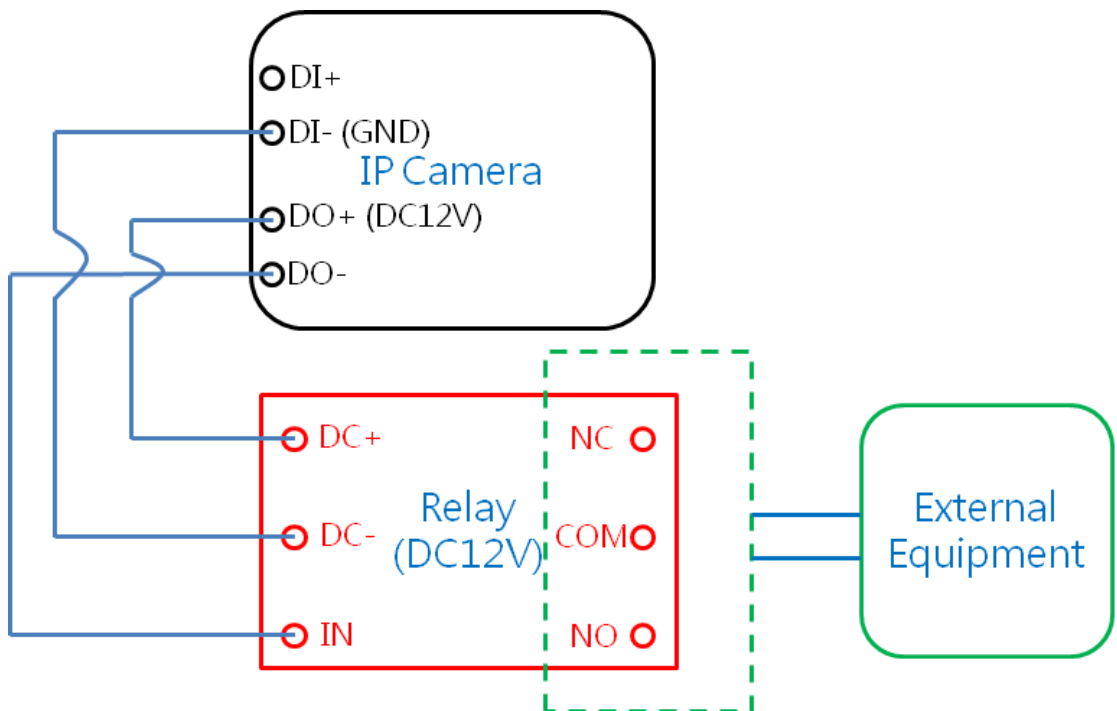 DI+
DI- (GND)
IP Camera
DO+ (DC12V)
DO-
DC+
NC
Relay
(DC12V)
DC-
COM
External
Equipment
IN
NO